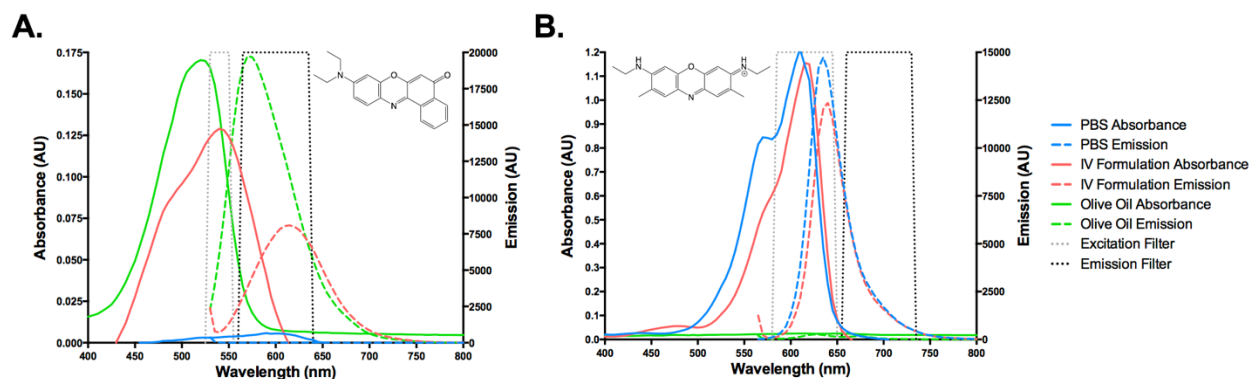 A.
0.175
0.150
0.125
0.100
0.075
0.050
0.025
0.000
Absorbance (AU)
400 450 500 550 600 650 700 750 800
Wavelength (nm)
20000
17500
15000
12500
10000
7500
5000
2500
0
Emission (AU)
N
O
O
N
B.
1.2
1.1
1.0
0.9
0.8
0.7
0.6
0.5
0.4
0.3
0.2
0.1
0.0
Absorbance (AU)
400 450 500 550 600 650 700 750 800
Wavelength (nm)
15000
12500
10000
7500
5000
2500
0
Emission (AU)
H
N
O
H
N
⊕
N
PBS Absorbance
PBS Emission
IV Formulation Absorbance
IV Formulation Emission
Olive Oil Absorbance
Olive Oil Emission
Excitation Filter
Emission Filter